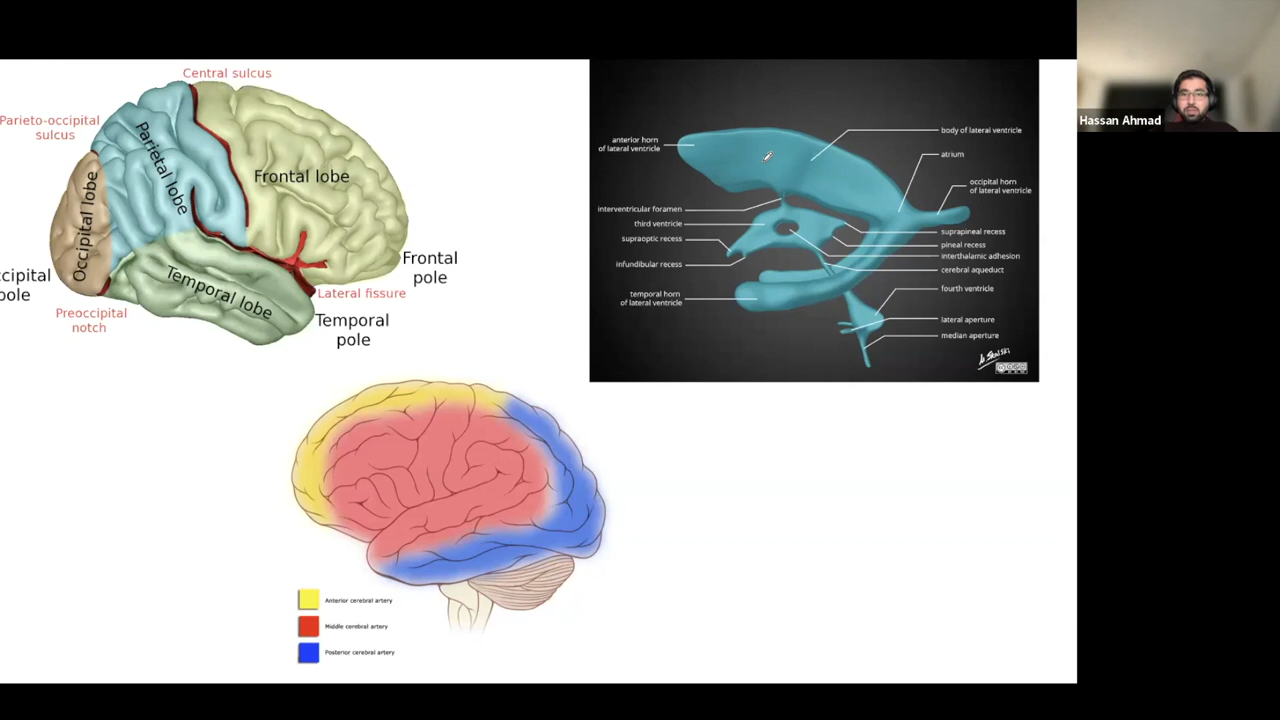 Central sulcus
Parieto-occipital
sulcus
Parietal lobe
Frontal lobe
Occipital lobe
Temporal lobe
ccipital
pole
Frontal
pole
Lateral fissure
Preoccipital
notch
Temporal
pole
anterior horn
of lateral ventricle
interventricular foramen
third ventricle
supraoptic recess
infundibular recess
temporal horn
of lateral ventricle
body of lateral ventricle
atrium
occipital horn
of lateral ventricle
suprapineal recess
pineal recess
interthalamic adhesion
cerebral aqueduct
fourth ventricle
lateral aperture
median aperture
Anterior cerebral artery
Middle cerebral artery
Posterior cerebral artery
Hassan Ahmad